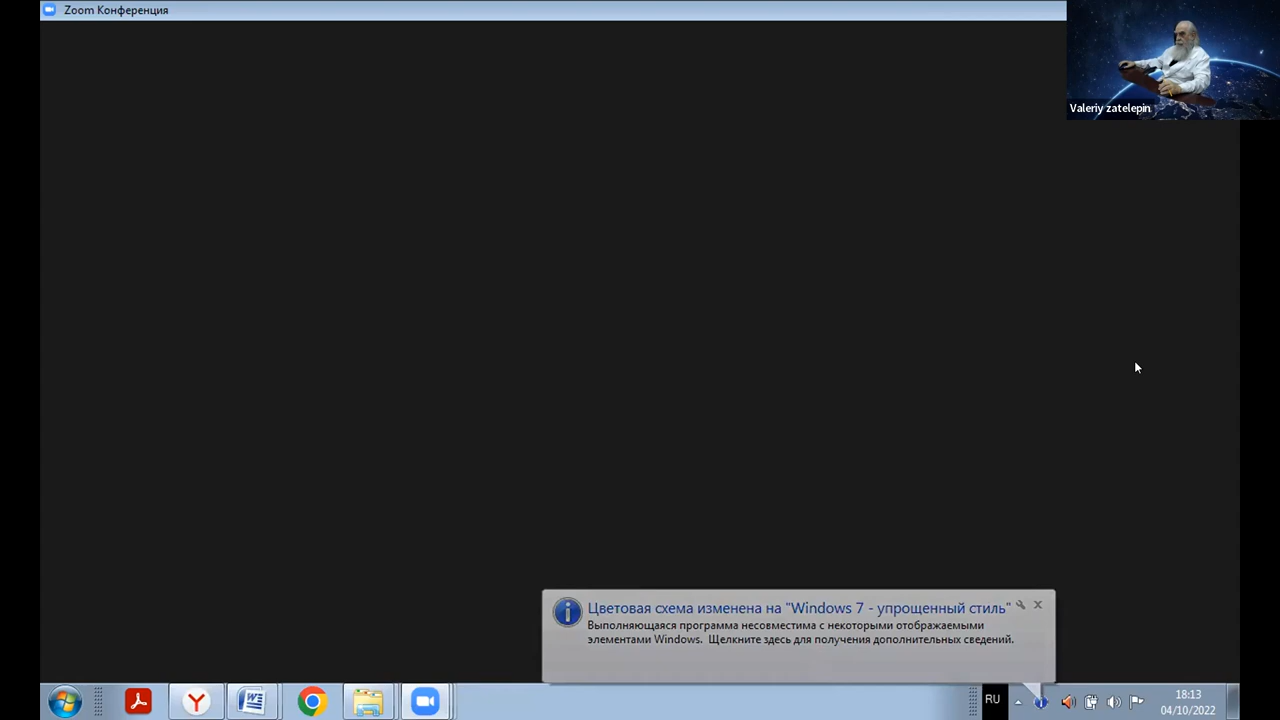 Zoom Конференция
Valeriy zatelepin
Цветовая схема изменена на "Windows 7 - упрощенный стиль"
Выполняющаяся программа несовместима с некоторыми отображаемыми
элементами Windows. Щелкните здесь для получения дополнительных сведений.
RU
18:13
04/10/2022